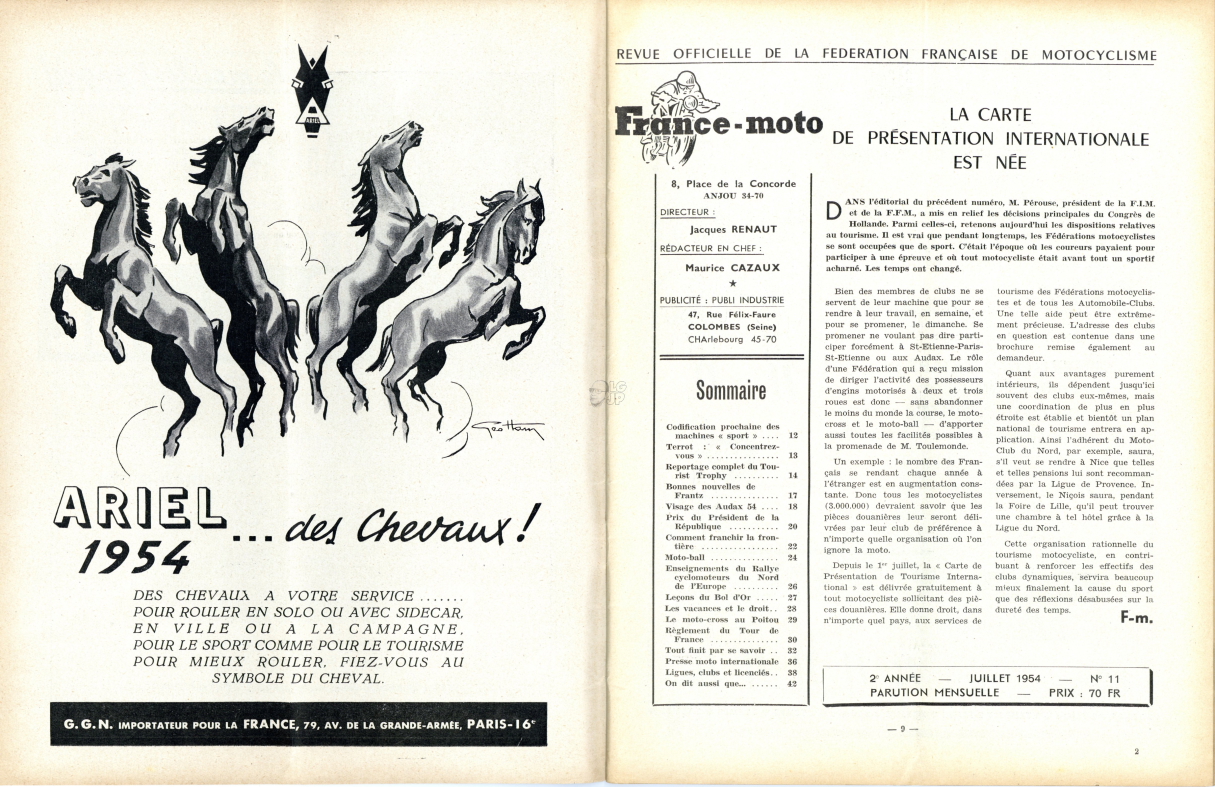 ARIEL
Geo Ham
ARIEL
1954
... des Chevaux !
DES CHEVAUX A VOTRE SERVICE .......
POUR ROULER EN SOLO OU AVEC SIDECAR,
EN VILLE OU A LA CAMPAGNE,
POUR LE SPORT COMME POUR LE TOURISME
POUR MIEUX ROULER, FIEZ-VOUS AU
SYMBOLE DU CHEVAL.
G.G.N. IMPORTATEUR POUR LA FRANCE, 79, AV. DE LA GRANDE-ARMÉE, PARIS-16e
REVUE OFFICIELLE DE LA FEDERATION FRANÇAISE DE MOTOCYCLISME
France-moto
8, Place de la Concorde
ANJOU 34-70
DIRECTEUR :
Jacques RENAUT
RÉDACTEUR EN CHEF :
Maurice CAZAUX
★
PUBLICITÉ : PUBLI INDUSTRIE
47, Rue Félix-Faure
COLOMBES (Seine)
CHArlebourg 45-70
Sommaire
Codification prochaine des
machines « sport » .... 12
Terrot : « Concentrez-
vous » ............... 13
Reportage complet du Tou-
rist Trophy .......... 14
Bonnes nouvelles de
Frantz ............... 17
Visage des Audax 54 .... 18
Prix du Président de la
République ........... 20
Comment franchir la fron-
tière ................ 22
Moto-ball ............... 24
Enseignements du Rallye
cyclomoteurs du Nord
de l'Europe .......... 26
Leçons du Bol d'Or ..... 27
Les vacances et le droit.. 28
Le moto-cross au Poitou 29
Règlement du Tour de
France ............... 30
Tout finit par se savoir .. 32
Presse moto internationale 36
Ligues, clubs et licenciés.. 38
On dit aussi que... ...... 42
LA CARTE
DE PRÉSENTATION INTERNATIONALE
EST NÉE
DANS l'éditorial du précédent numéro, M. Pérouse, président de la F.I.M.
et de la F.F.M., a mis en relief les décisions principales du Congrès de
Hollande. Parmi celles-ci, retenons aujourd'hui les dispositions relatives
au tourisme. Il est vrai que pendant longtemps, les Fédérations motocyclistes
se sont occupées que de sport. C'était l'époque où les coureurs payaient pour
participer à une épreuve et où tout motocycliste était avant tout un sportif
acharné. Les temps ont changé.
Bien des membres de clubs ne se
servent de leur machine que pour se
rendre à leur travail, en semaine, et
pour se promener, le dimanche. Se
promener ne voulant pas dire parti-
ciper forcément à St-Etienne-Paris-
St-Etienne ou aux Audax. Le rôle
d'une Fédération qui a reçu mission
de diriger l'activité des possesseurs
d'engins motorisés à deux et trois
roues est donc — sans abandonner
le moins du monde la course, le moto-
cross et le moto-ball — d'apporter
aussi toutes les facilités possibles à
la promenade de M. Toulemonde.
Un exemple : le nombre des Fran-
çais se rendant chaque année à
l'étranger est en augmentation cons-
tante. Donc tous les motocyclistes
(3.000.000) devraient savoir que les
pièces douanières leur seront déli-
vrées par leur club de préférence à
n'importe quelle organisation où l'on
ignore la moto.
Depuis le 1er juillet, la « Carte de
Présentation de Tourisme Interna-
tional » est délivrée gratuitement à
tout motocycliste sollicitant des piè-
ces douanières. Elle donne droit, dans
n'importe quel pays, aux services de
tourisme des Fédérations motocyclis-
tes et de tous les Automobile-Clubs.
Une telle aide peut être extrême-
ment précieuse. L'adresse des clubs
en question est contenue dans une
brochure remise également au
demandeur.
Quant aux avantages purement
intérieurs, ils dépendent jusqu'ici
souvent des clubs eux-mêmes, mais
une coordination de plus en plus
étroite est établie et bientôt un plan
national de tourisme entrera en ap-
plication. Ainsi l'adhérent du Moto-
Club du Nord, par exemple, saura,
s'il veut se rendre à Nice que telles
et telles pensions lui sont recomman-
dées par la Ligue de Provence. In-
versement, le Niçois saura, pendant
la Foire de Lille, qu'il peut trouver
une chambre à tel hôtel grâce à la
Ligue du Nord.
Cette organisation rationnelle du
tourisme motocycliste, en contri-
buant à renforcer les effectifs des
clubs dynamiques, servira beaucoup
mieux finalement la cause du sport
que des réflexions désabusées sur la
dureté des temps.
F-m.
2e ANNÉE — JUILLET 1954 — N° 11
PARUTION MENSUELLE — PRIX : 70 FR
— 9 —
2